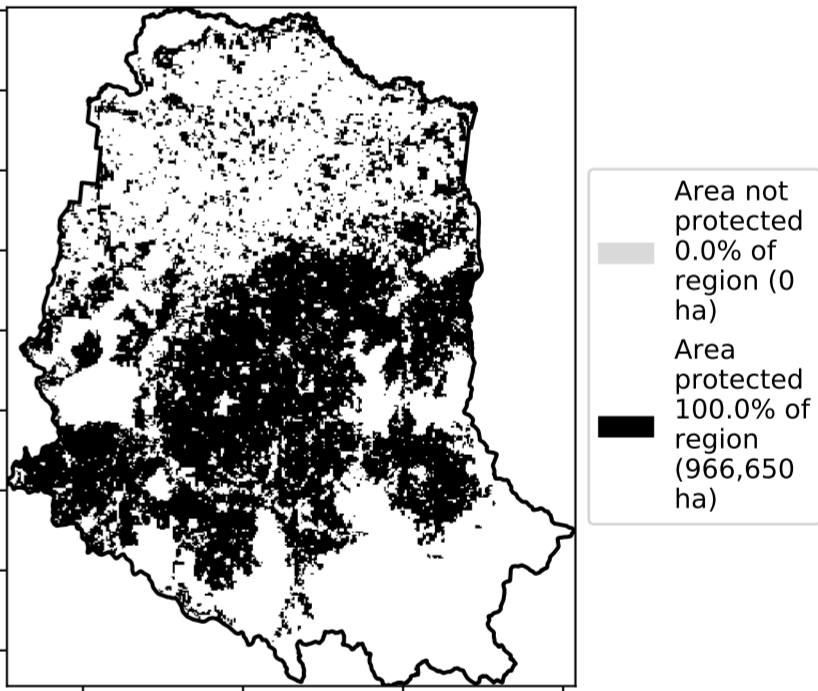 Area not
protected
0.0% of
region (0
ha)
Area
protected
100.0% of
region
(966,650
ha)